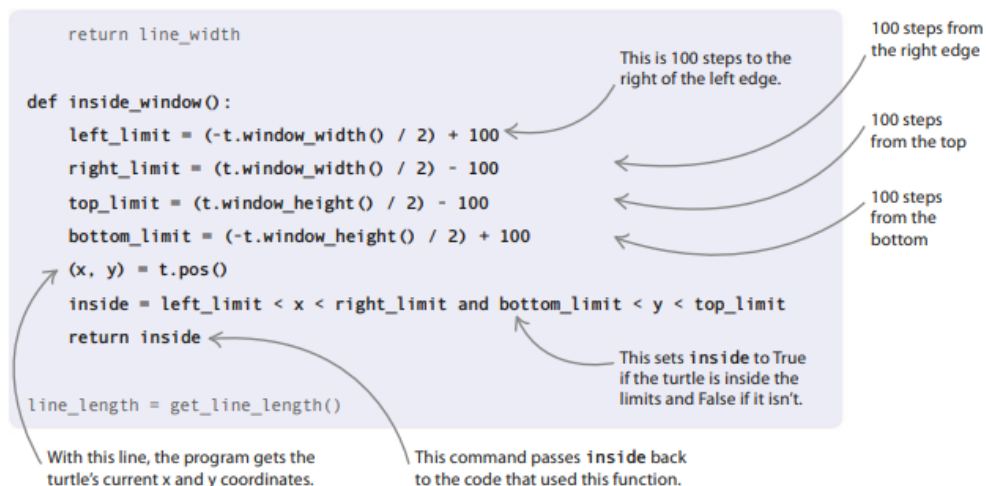 return line_width
This is 100 steps to the
right of the left edge.
100 steps from
the right edge
def inside_window():
left_limit = (-t.window_width() / 2) + 100
right_limit = (t.window_width() / 2) - 100
100 steps
from the top
top_limit = (t.window_height() / 2) - 100
bottom_limit = (-t.window_height() / 2) + 100
100 steps
from the
bottom
(x, y) = t.pos()
inside = left_limit < x < right_limit and bottom_limit < y < top_limit
return inside
This sets inside to True
if the turtle is inside the
limits and False if it isn't.
line_length = get_line_length()
With this line, the program gets the
turtle's current x and y coordinates.
This command passes inside back
to the code that used this function.